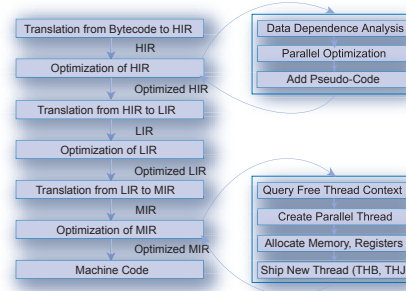 Translation from Bytecode to HIR
HIR
Optimization of HIR
Optimized HIR
Translation from HIR to LIR
LIR
Optimization of LIR
Optimized LIR
Translation from LIR to MIR
MIR
Optimization of MIR
Optimized MIR
Machine Code
Data Dependence Analysis
Parallel Optimization
Add Pseudo-Code
Query Free Thread Context
Create Parallel Thread
Allocate Memory, Registers
Ship New Thread (THB, THJ